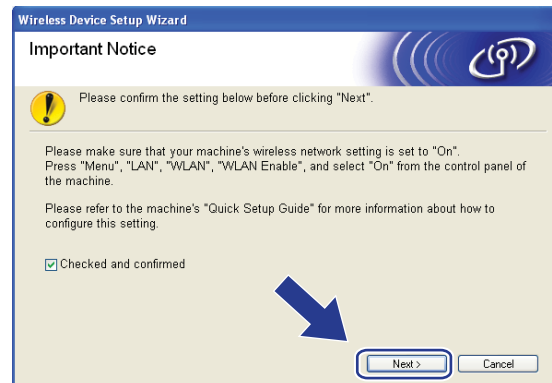 Wireless Device Setup Wizard
Important Notice
Please confirm the setting below before clicking "Next".
Please make sure that your machine's wireless network setting is set to "On".
Press "Menu", "LAN", "WLAN", "WLAN Enable", and select "On" from the control panel of
the machine.
Please refer to the machine's "Quick Setup Guide" for more information about how to
configure this setting.
Checked and confirmed
Next >
Cancel